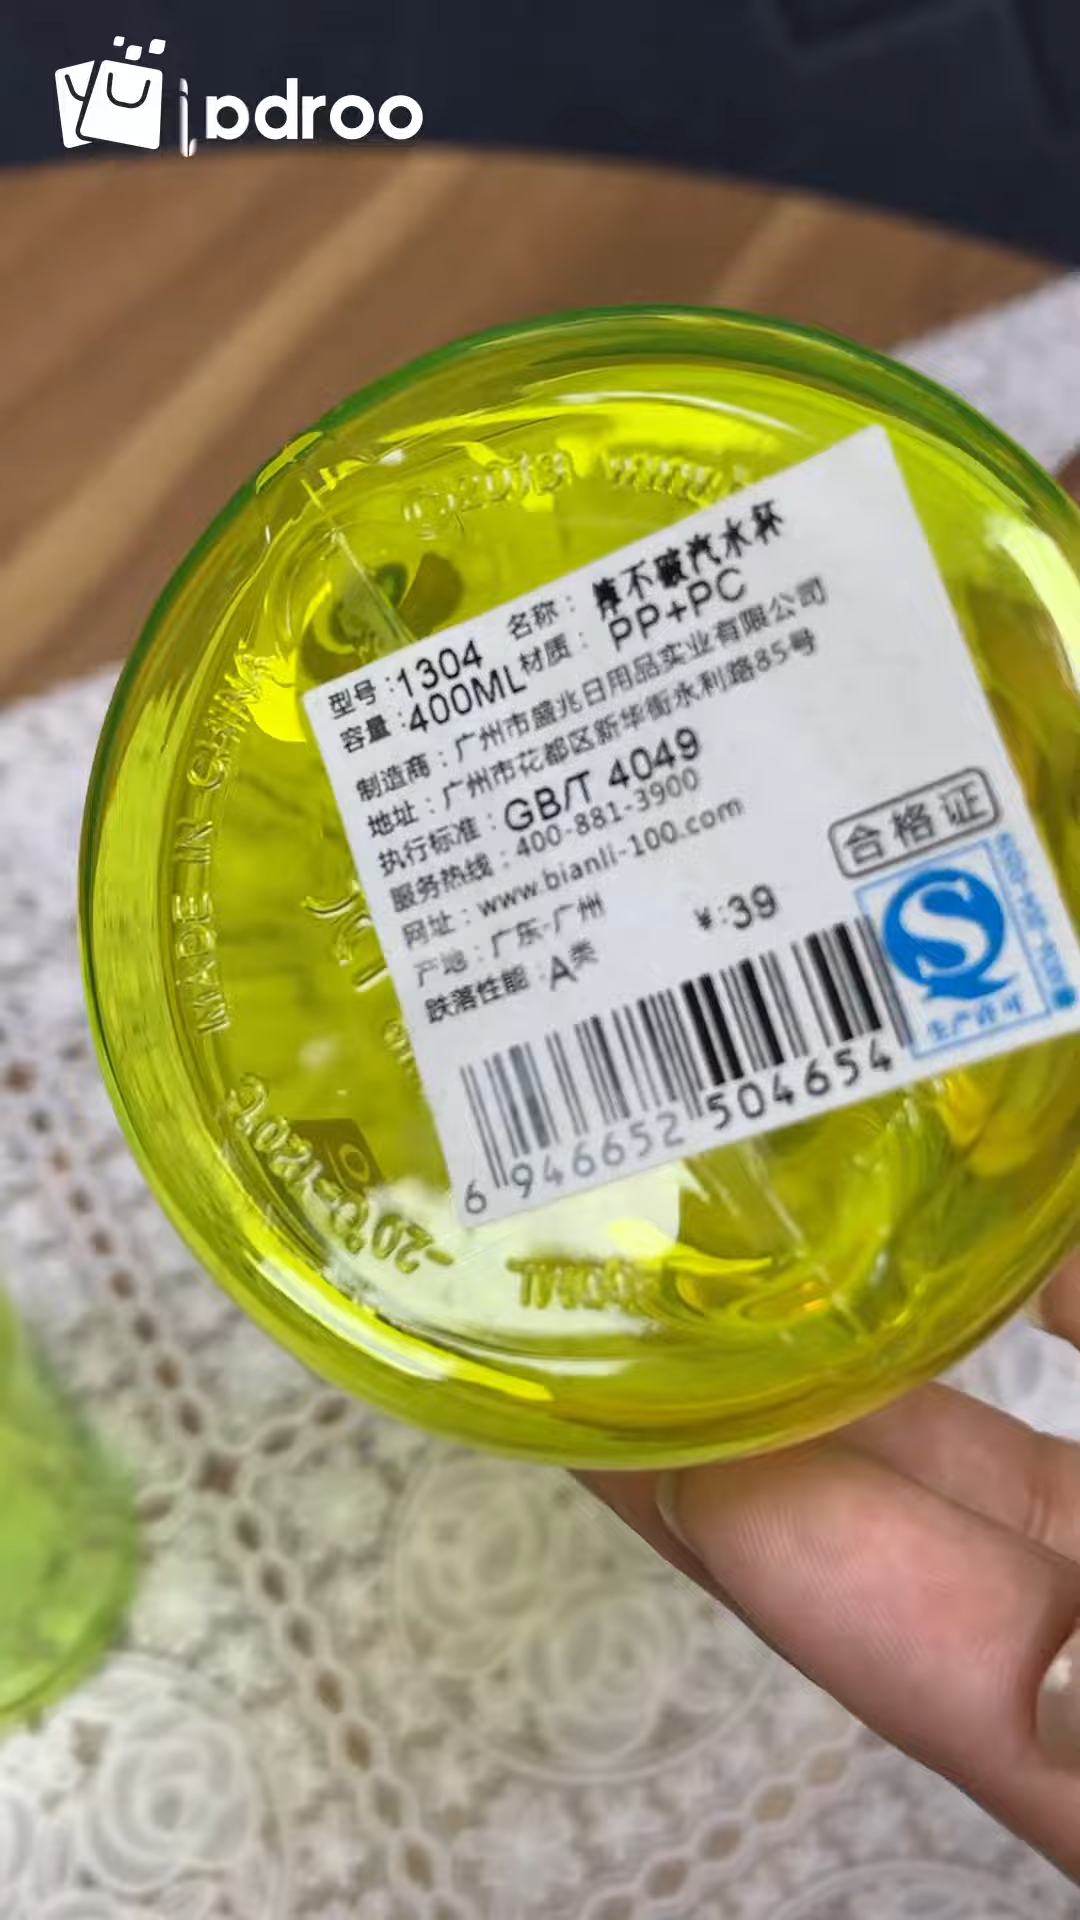 pdroo
©2013 www.
MADE IN CHINA
型号:1304 名称:摔不破汽水杯
容量:400ML 材质:PP+PC
制造商:广州市盛兆日用品实业有限公司
地址:广州市花都区新华街永利路85号
执行标准:GB/T 4049
服务热线:400-881-3900
网址:www.bianli-100.com
产地:广东-广州
¥:39
跌落性能:A类
合格证
生产许可
6 946652 504654
-20℃-120℃
400ML